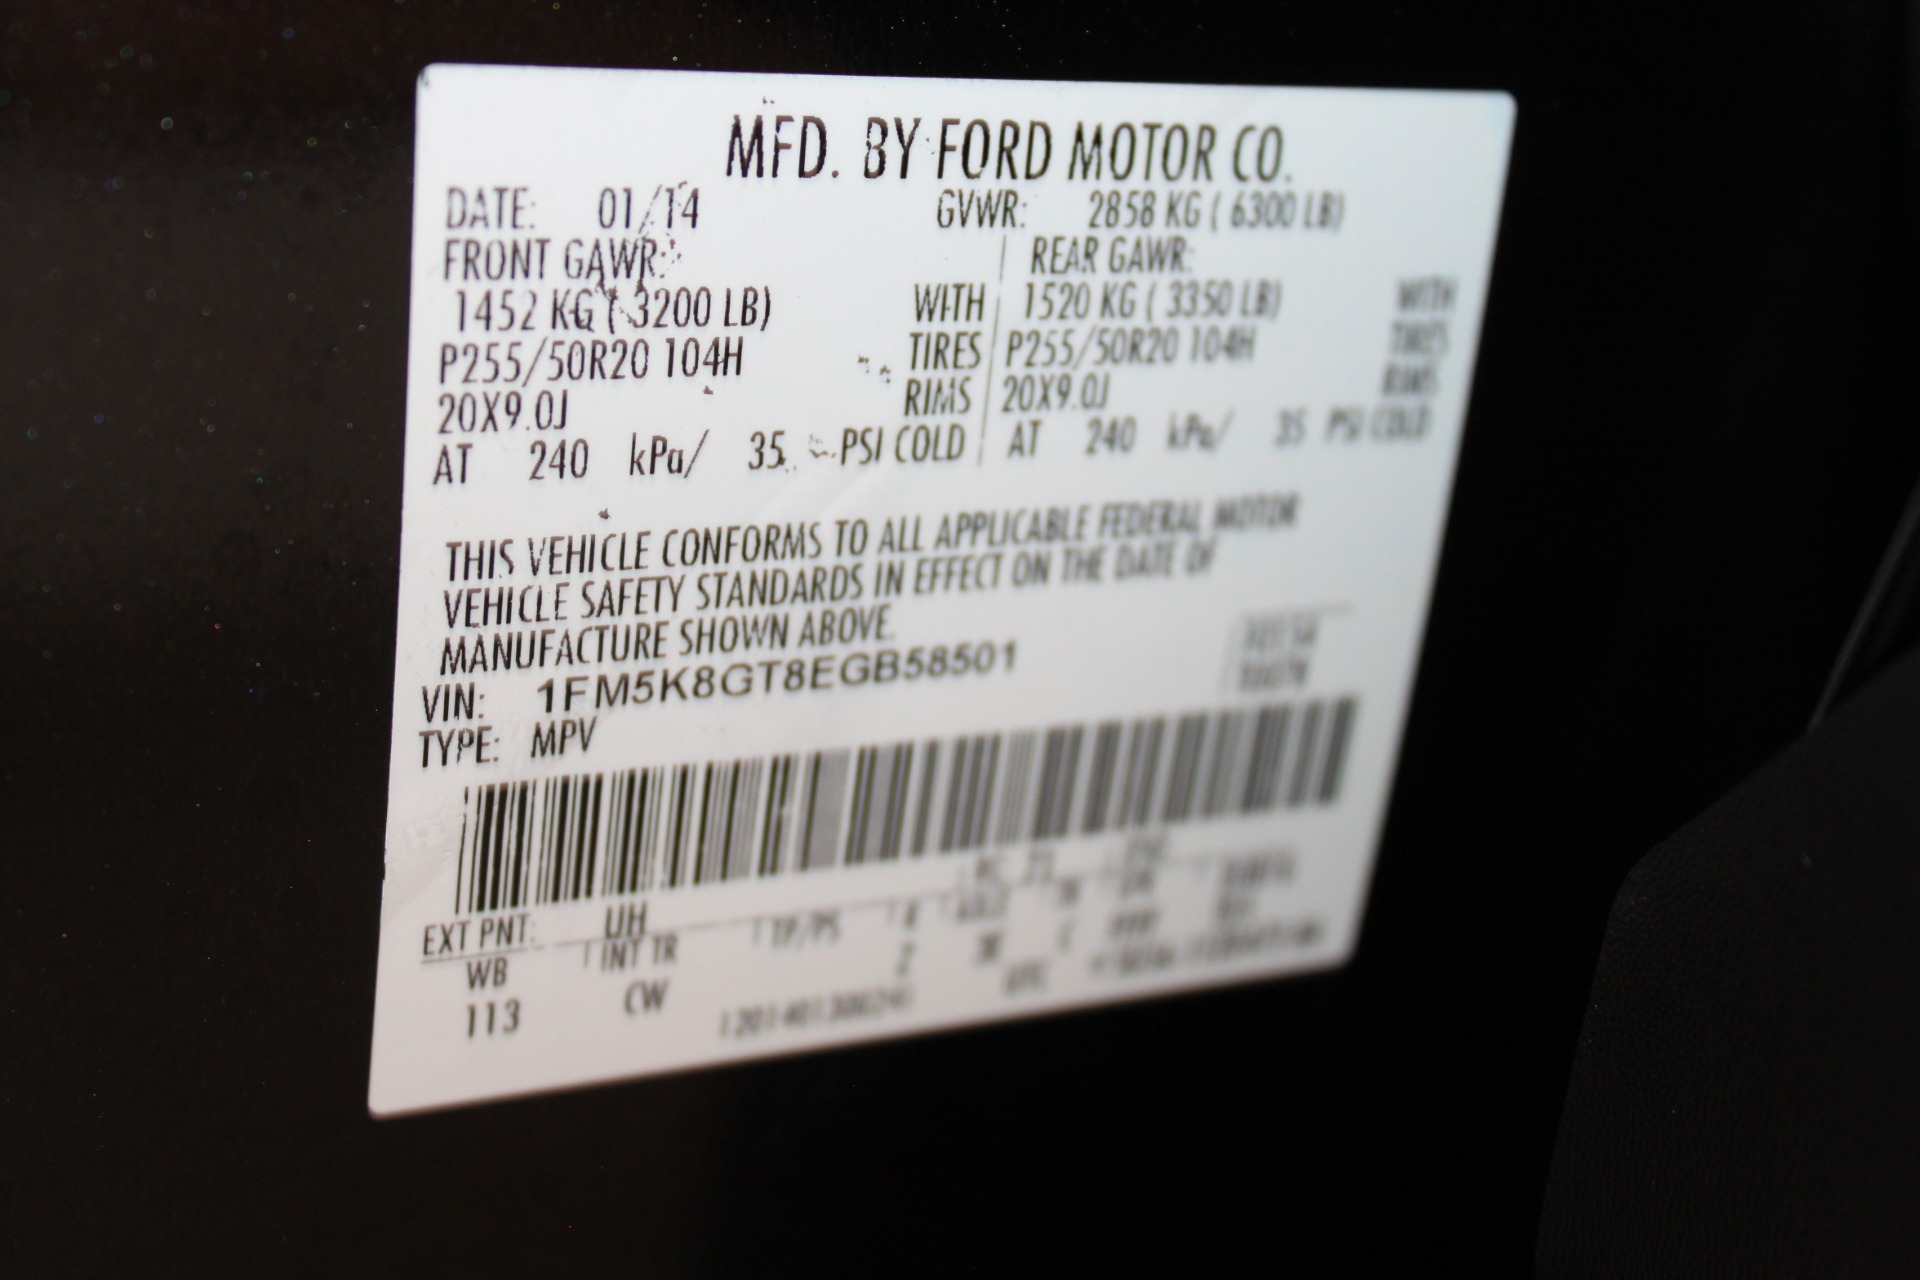 MFD. BY FORD MOTOR CO.
DATE: 01/14 GVWR: 2858 KG ( 6300 LB)
FRONT GAWR: REAR GAWR:
1452 KG ( 3200 LB) WITH 1520 KG ( 3350 LB) WITH
P255/50R20 104H TIRES P255/50R20 104H TIRES
20X9.0J RIMS 20X9.0J RIMS
AT 240 kPa/ 35 PSI COLD AT 240 kPa/ 35 PSI COLD
THIS VEHICLE CONFORMS TO ALL APPLICABLE FEDERAL MOTOR
VEHICLE SAFETY STANDARDS IN EFFECT ON THE DATE OF
MANUFACTURE SHOWN ABOVE.
VIN: 1FM5K8GT8EGB58501
TYPE: MPV
EXT PNT: UH
WB INT TR TP/PS R
113 CW